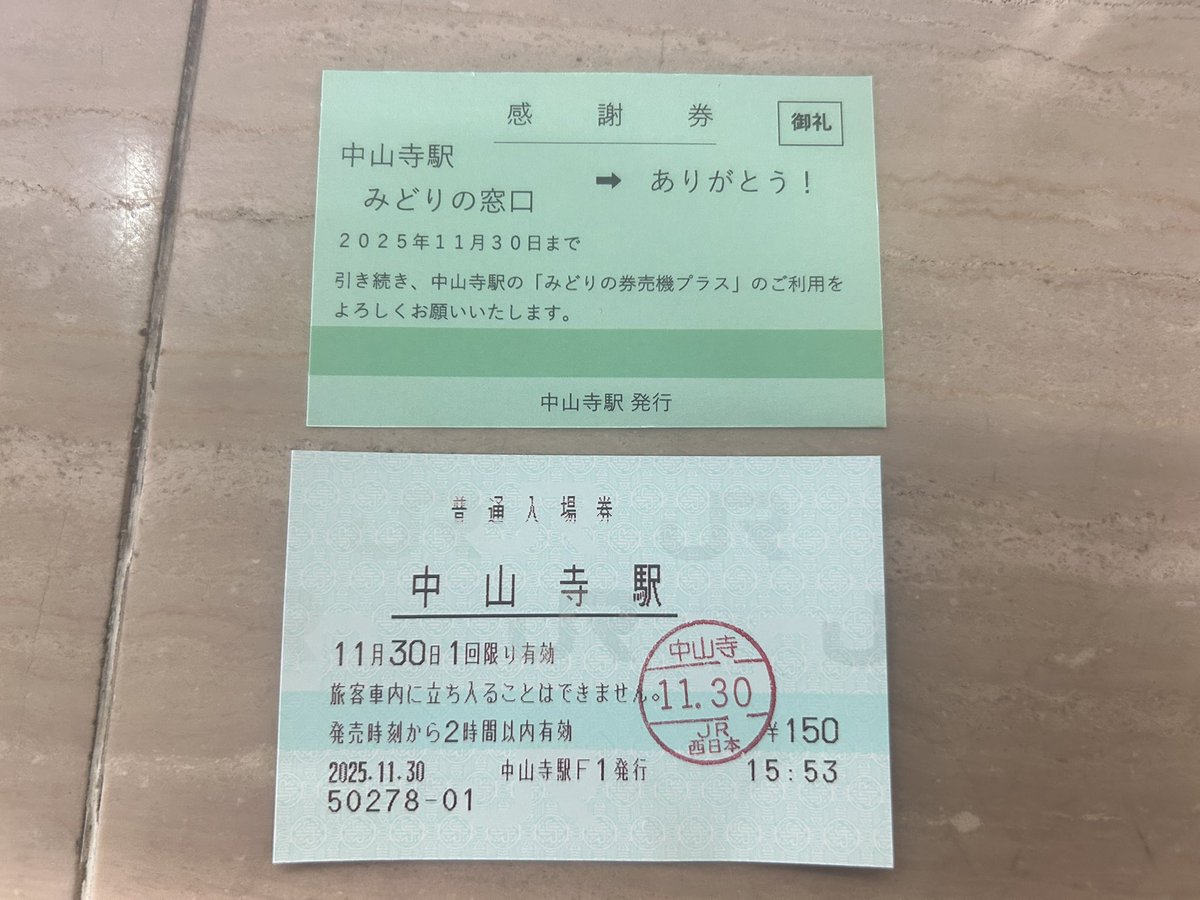 感謝券
御礼
中山寺駅
みどりの窓口
➡ ありがとう！
２０２５年１１月３０日まで
引き続き、中山寺駅の「みどりの券売機プラス」のご利用を
よろしくお願いいたします。
中山寺駅 発行
普通入場券
中山寺駅
11月30日1回限り有効
旅客車内に立ち入ることはできません。
発売時刻から2時間以内有効
¥150
2025.11.30 中山寺駅F1発行 15:53
50278-01
中山寺
11.30
JR
西日本